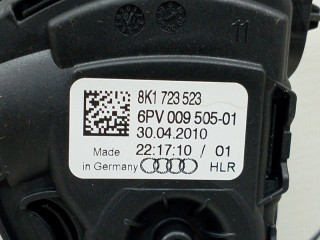 11
8K1 723 523
6PV 009 505-01
30.04.2010
Made 22:17:10 / 01
in Germany HLR